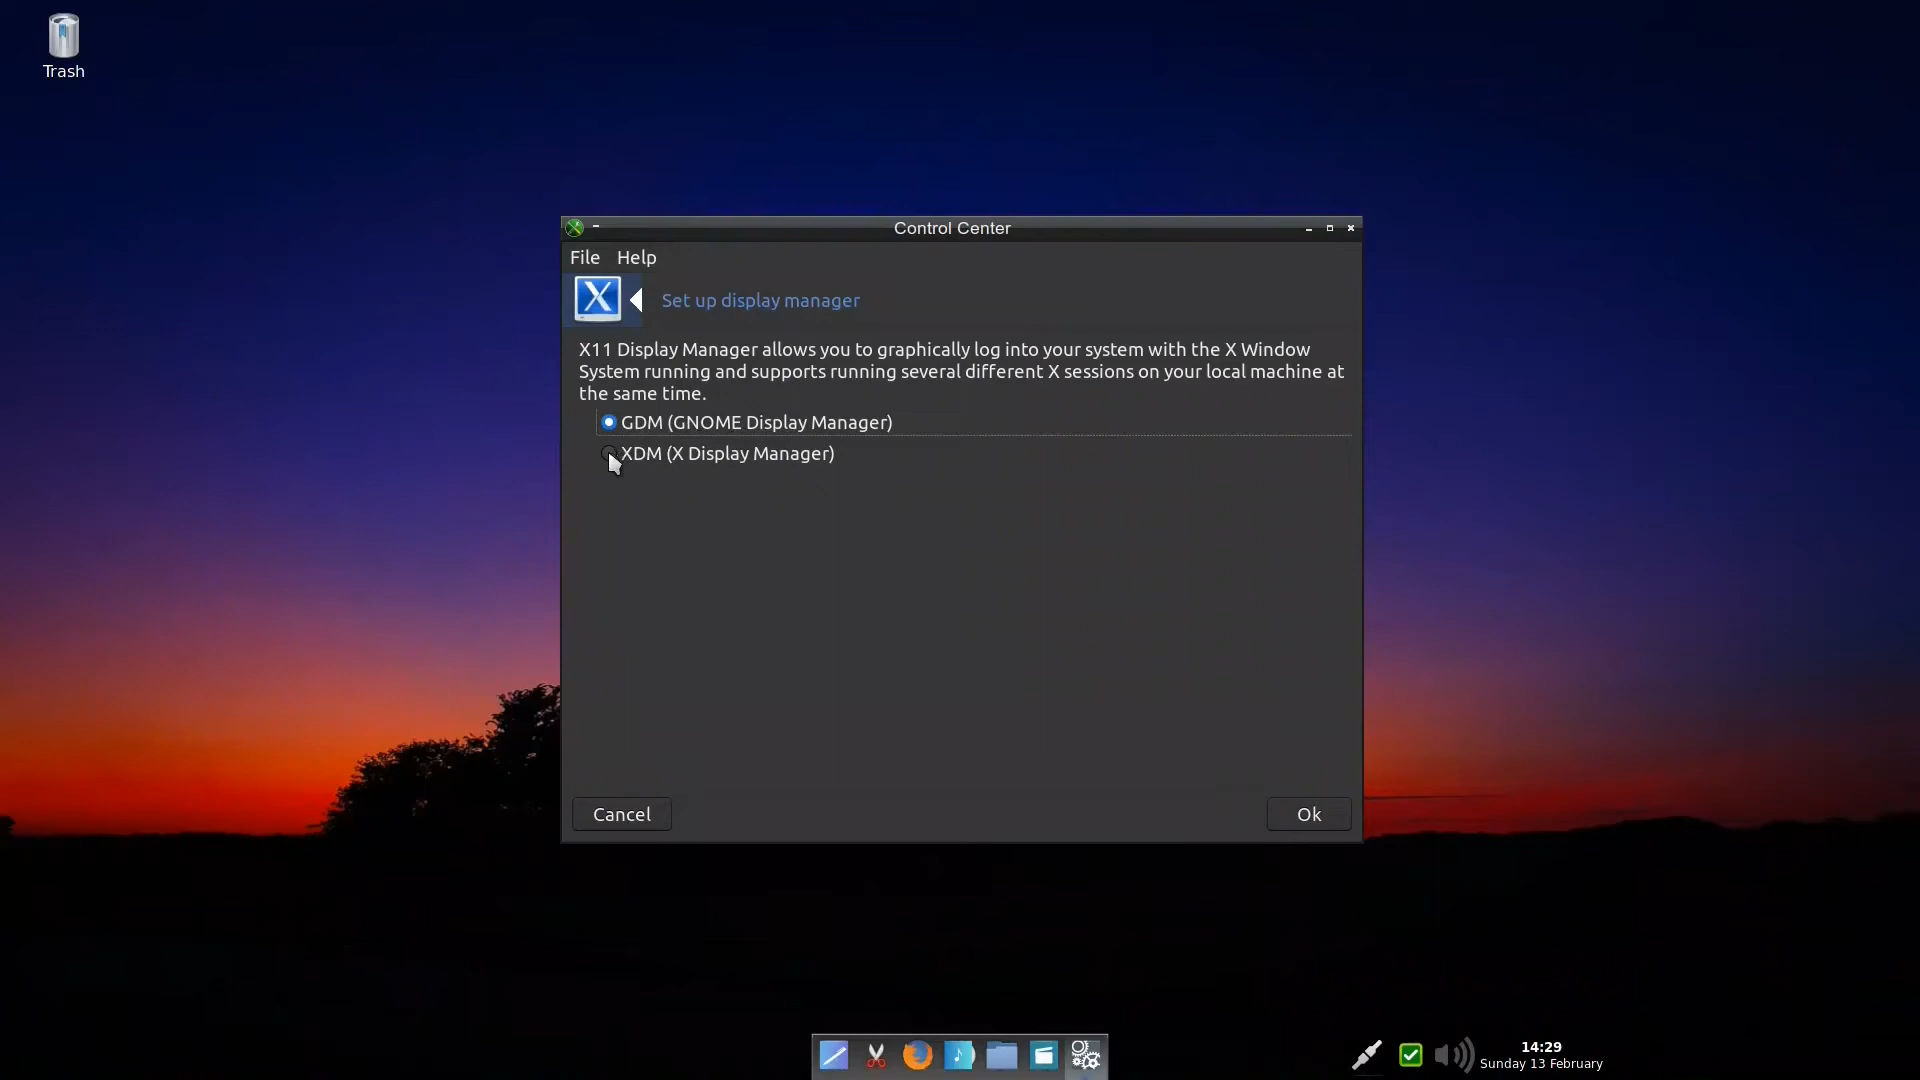 Trash
Control Center
File Help
Set up display manager
X11 Display Manager allows you to graphically log into your system with the X Window
System running and supports running several different X sessions on your local machine at
the same time.
GDM (GNOME Display Manager)
XDM (X Display Manager)
Cancel
Ok
14:29
Sunday 13 February